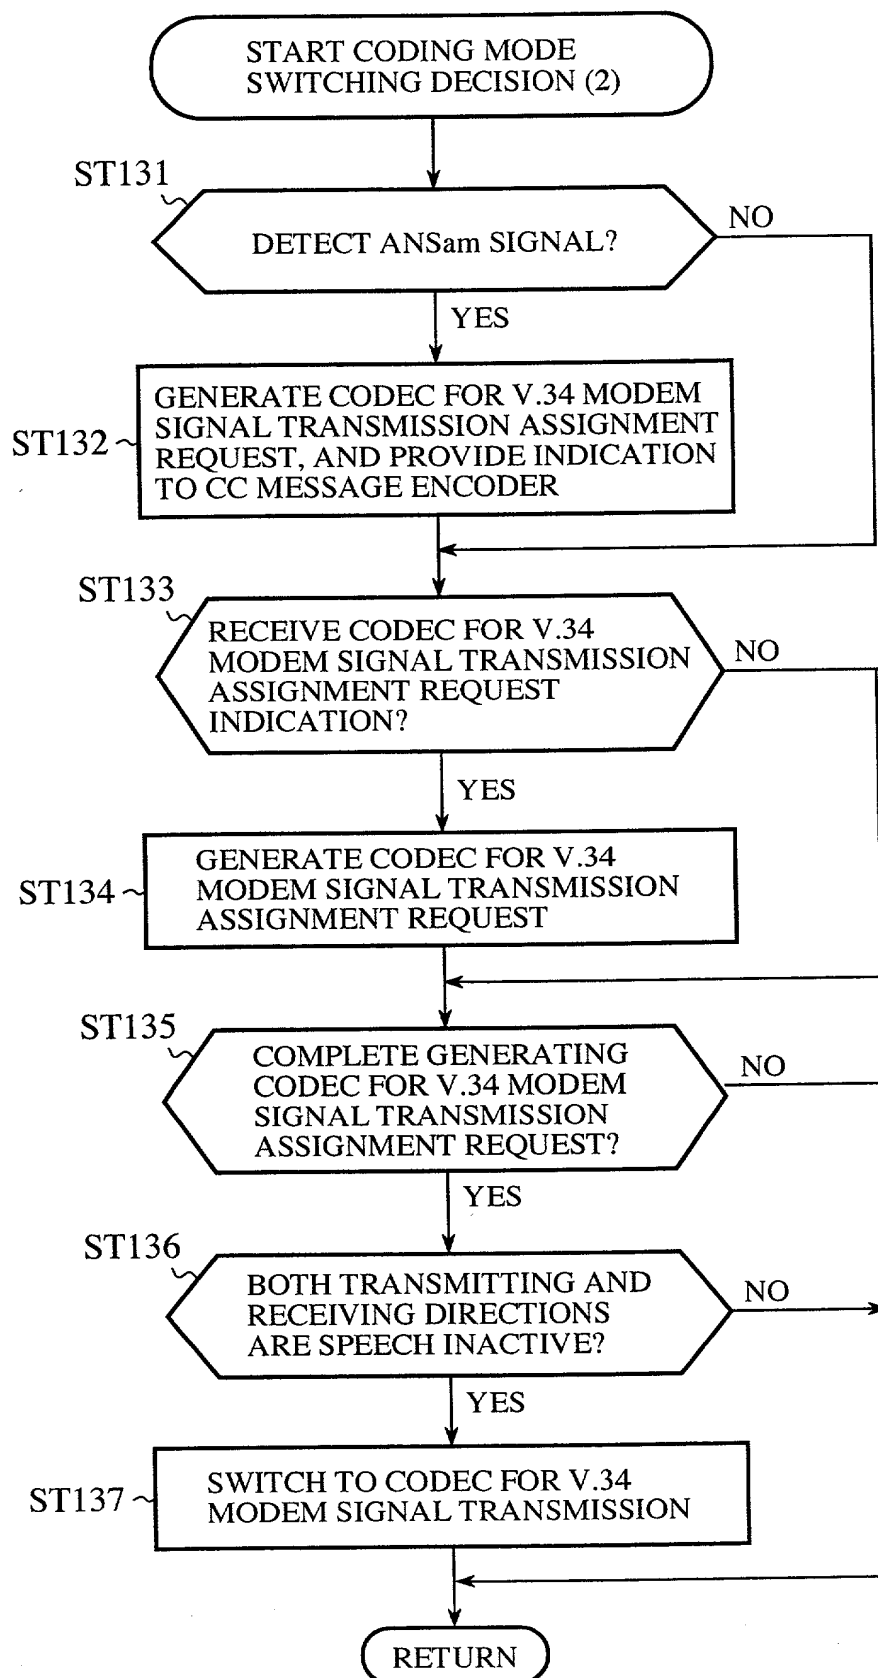 START CODING MODE
SWITCHING DECISION (2)
ST131
DETECT ANSam SIGNAL?
NO
YES
ST132
GENERATE CODEC FOR V.34 MODEM
SIGNAL TRANSMISSION ASSIGNMENT
REQUEST, AND PROVIDE INDICATION
TO CC MESSAGE ENCODER
ST133
RECEIVE CODEC FOR V.34
MODEM SIGNAL TRANSMISSION
ASSIGNMENT REQUEST
INDICATION?
NO
YES
ST134
GENERATE CODEC FOR V.34
MODEM SIGNAL TRANSMISSION
ASSIGNMENT REQUEST
ST135
COMPLETE GENERATING
CODEC FOR V.34 MODEM
SIGNAL TRANSMISSION
ASSIGNMENT REQUEST?
NO
YES
ST136
BOTH TRANSMITTING AND
RECEIVING DIRECTIONS
ARE SPEECH INACTIVE?
NO
YES
ST137
SWITCH TO CODEC FOR V.34
MODEM SIGNAL TRANSMISSION
RETURN